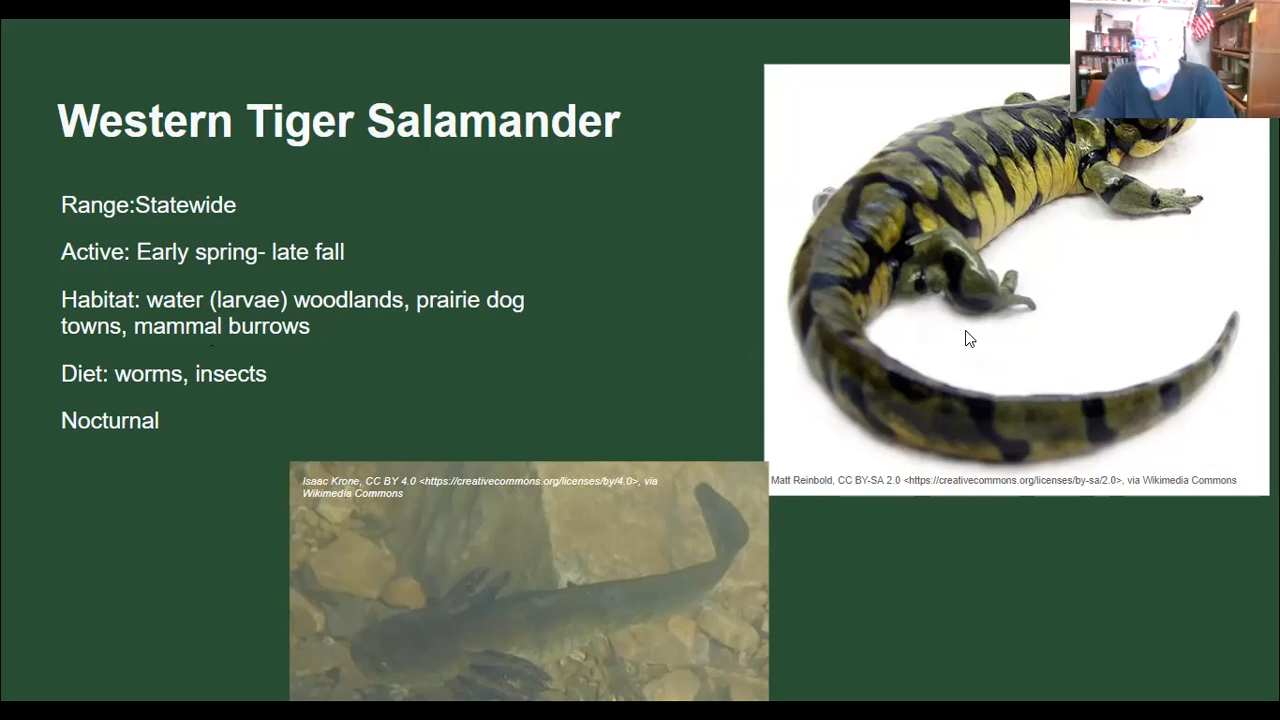 Western Tiger Salamander
Range:Statewide
Active: Early spring- late fall
Habitat: water (larvae) woodlands, prairie dog
towns, mammal burrows
Diet: worms, insects
Nocturnal
Isaac Krone, CC BY 4.0 <https://creativecommons.org/licenses/by/4.0>, via
Wikimedia Commons
Matt Reinbold, CC BY-SA 2.0 <https://creativecommons.org/licenses/by-sa/2.0>, via Wikimedia Commons